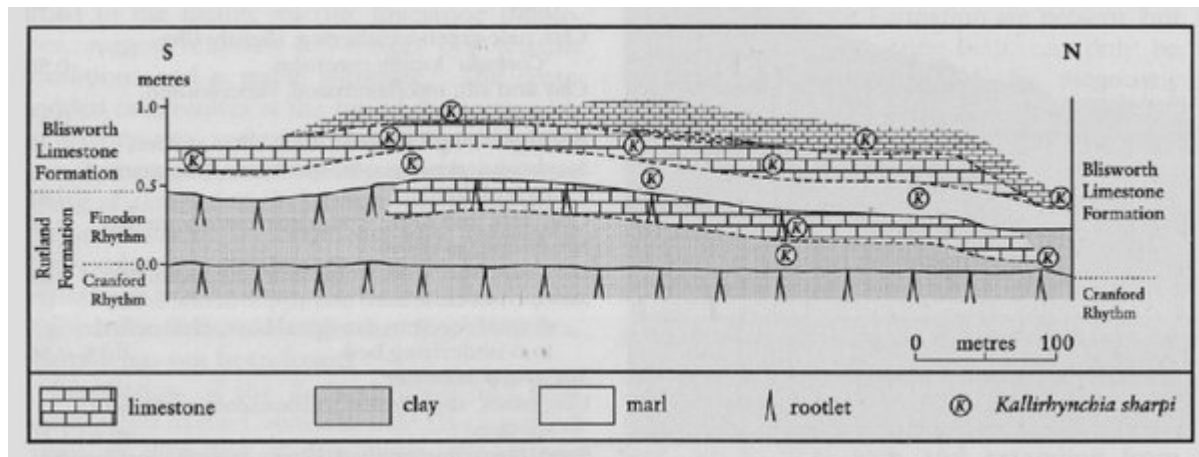 S
N
metres
1.0
Blisworth
Limestone
Formation
0.5
Rutland
Formation
Finedon
Rhythm
0.0
Cranford
Rhythm
Blisworth
Limestone
Formation
Cranford
Rhythm
K
K
K
K
K
K
K
K
K
K
K
K
K
0 metres 100
limestone
clay
marl
rootlet
K Kallirhynchia sharpi